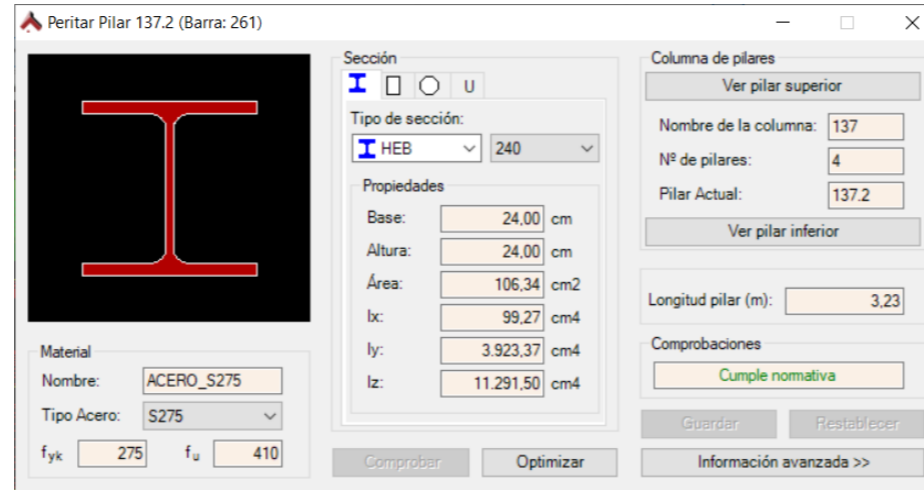 Peritar Pilar 137.2 (Barra: 261)
Sección
U
Tipo de sección:
HEB 240
Propiedades
Base: 24,00 cm
Altura: 24,00 cm
Área: 106,34 cm2
Ix: 99,27 cm4
Iy: 3.923,37 cm4
Iz: 11.291,50 cm4
Material
Nombre: ACERO_S275
Tipo Acero: S275
fyk 275 fu 410
Comprobar Optimizar
Columna de pilares
Ver pilar superior
Nombre de la columna: 137
Nº de pilares: 4
Pilar Actual: 137.2
Ver pilar inferior
Longitud pilar (m): 3,23
Comprobaciones
Cumple normativa
Guardar Restablecer
Información avanzada >>